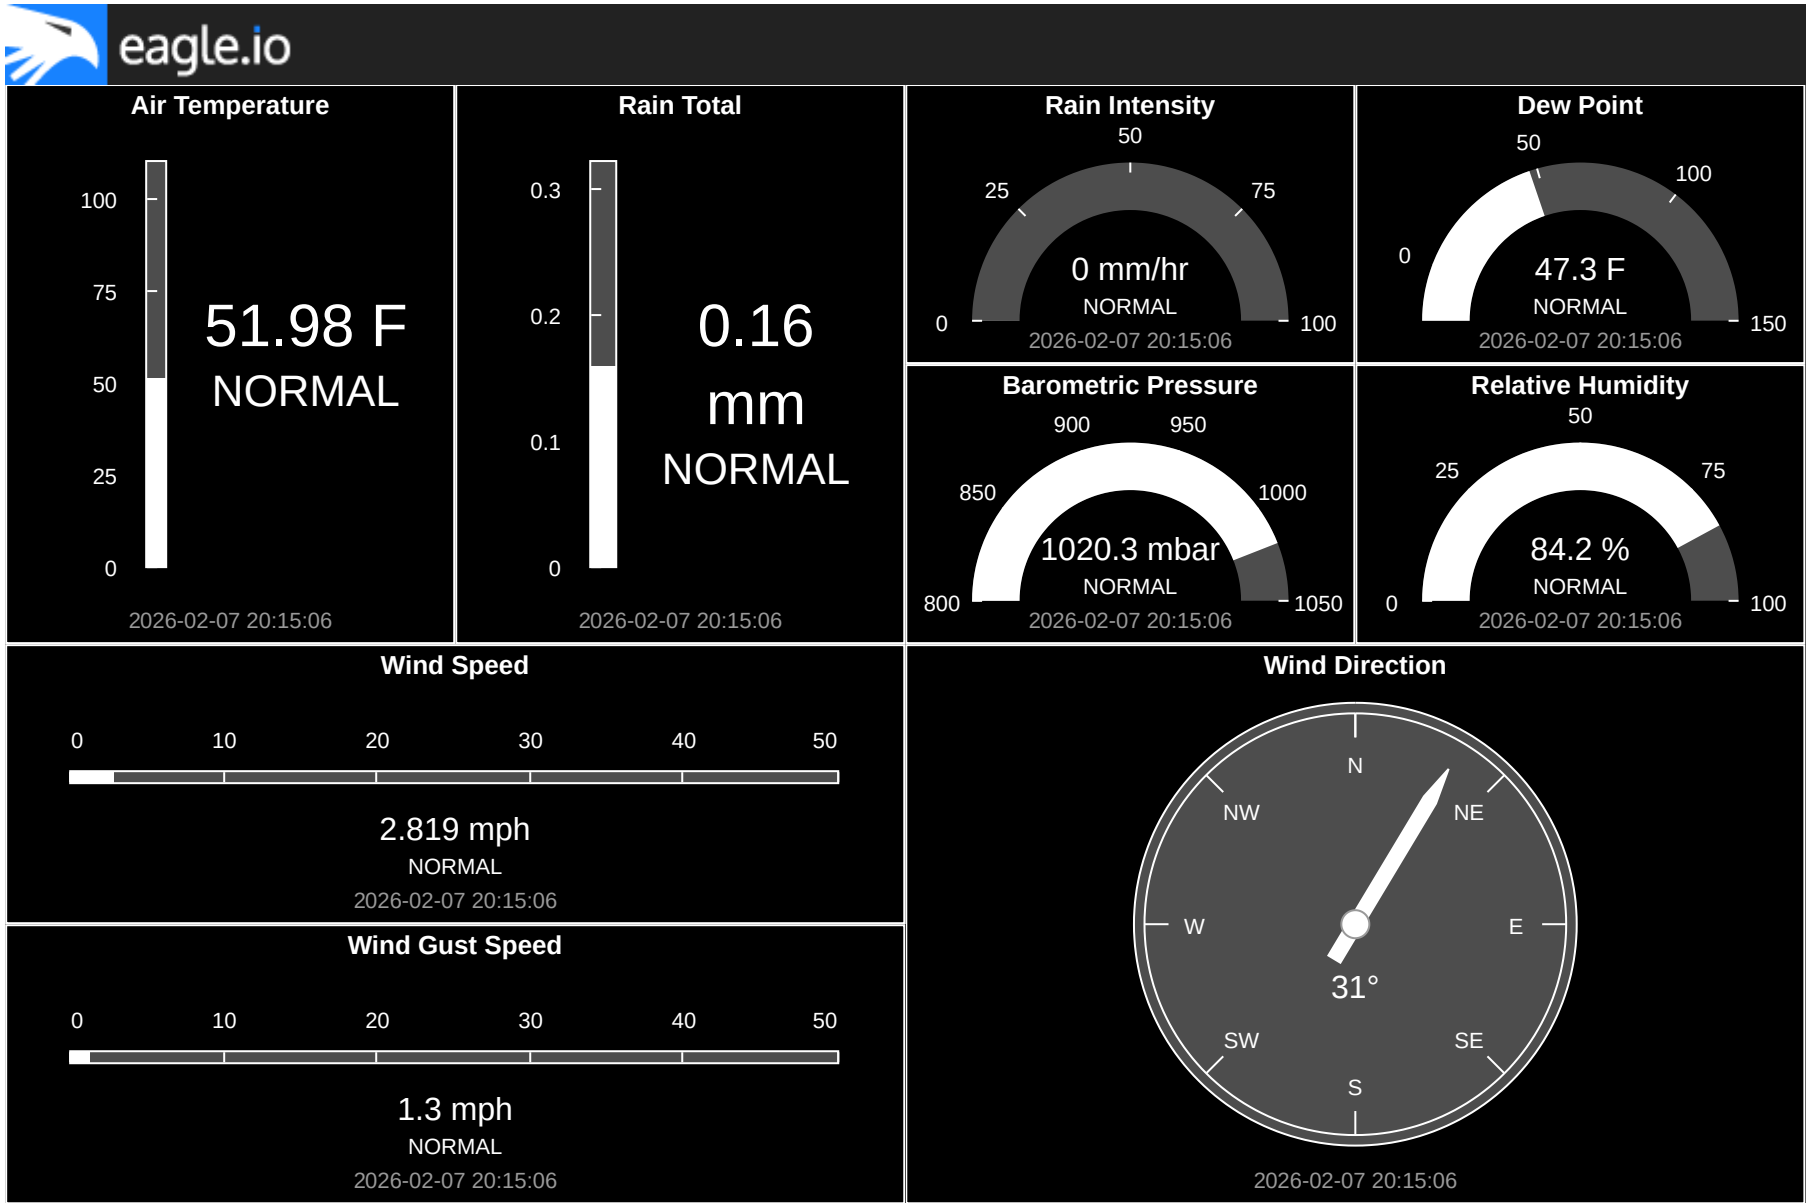 eagle.io
Air Temperature
100
75
50
25
0
51.98 F
NORMAL
2026-02-07 20:15:06
Rain Total
0.3
0.2
0.1
0
0.16
mm
NORMAL
2026-02-07 20:15:06
Rain Intensity
0
25
50
75
100
0 mm/hr
NORMAL
2026-02-07 20:15:06
Dew Point
0
50
100
150
47.3 F
NORMAL
2026-02-07 20:15:06
Barometric Pressure
800
850
900
950
1000
1050
1020.3 mbar
NORMAL
2026-02-07 20:15:06
Relative Humidity
0
25
50
75
100
84.2 %
NORMAL
2026-02-07 20:15:06
Wind Speed
0 10 20 30 40 50
2.819 mph
NORMAL
2026-02-07 20:15:06
Wind Gust Speed
0 10 20 30 40 50
1.3 mph
NORMAL
2026-02-07 20:15:06
Wind Direction
N
NW NE
W E
31°
SW SE
S
2026-02-07 20:15:06